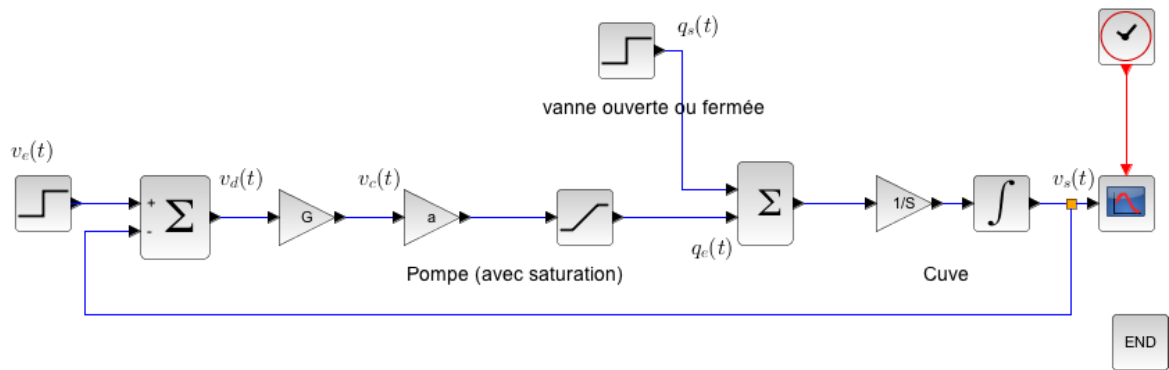 q_s(t)
vanne ouverte ou fermée
v_e(t)
+
-
Σ
v_d(t)
G
v_c(t)
a
Pompe (avec saturation)
Σ
q_e(t)
1/S
∫
Cuve
v_s(t)
END